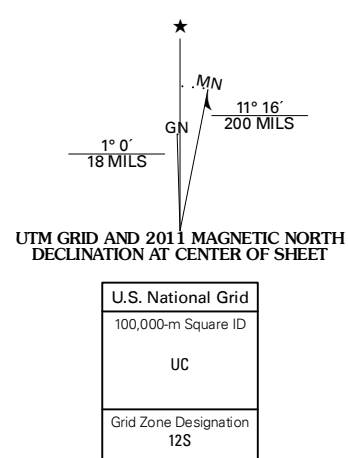 ★
MN
11° 16´
200 MILS
GN
1° 0´
18 MILS
UTM GRID AND 2011 MAGNETIC NORTH
DECLINATION AT CENTER OF SHEET
U.S. National Grid
100,000-m Square ID
UC
Grid Zone Designation
12S